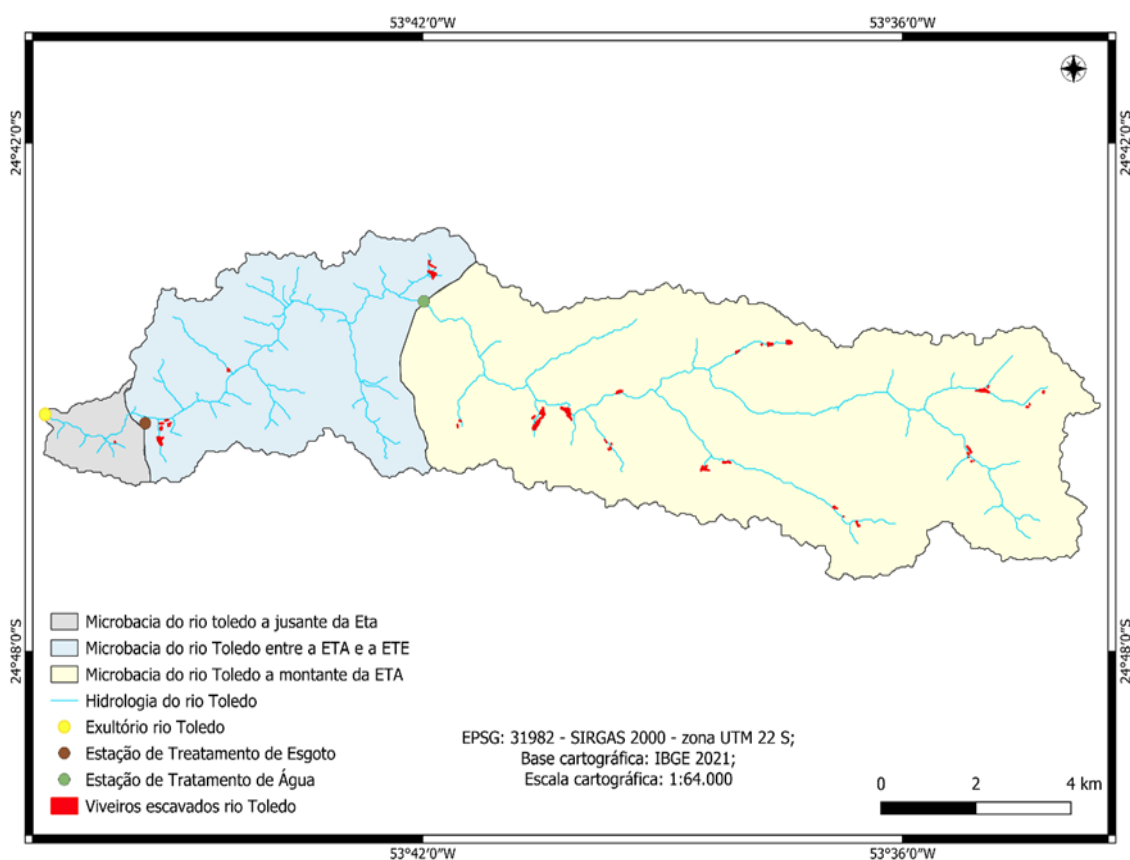 53°42'0"W
53°36'0"W
24°42'0"S
24°42'0"S
24°48'0"S
24°48'0"S
Microbacia do rio toledo a jusante da Eta
Microbacia do rio Toledo entre a ETA e a ETE
Microbacia do rio Toledo a montante da ETA
Hidrologia do rio Toledo
Exultório rio Toledo
Estação de Treatamento de Esgoto
Estação de Tratamento de Água
Viveiros escavados rio Toledo
EPSG: 31982 - SIRGAS 2000 - zona UTM 22 S;
Base cartográfica: IBGE 2021;
Escala cartográfica: 1:64.000
0 2 4 km
53°42'0"W
53°36'0"W